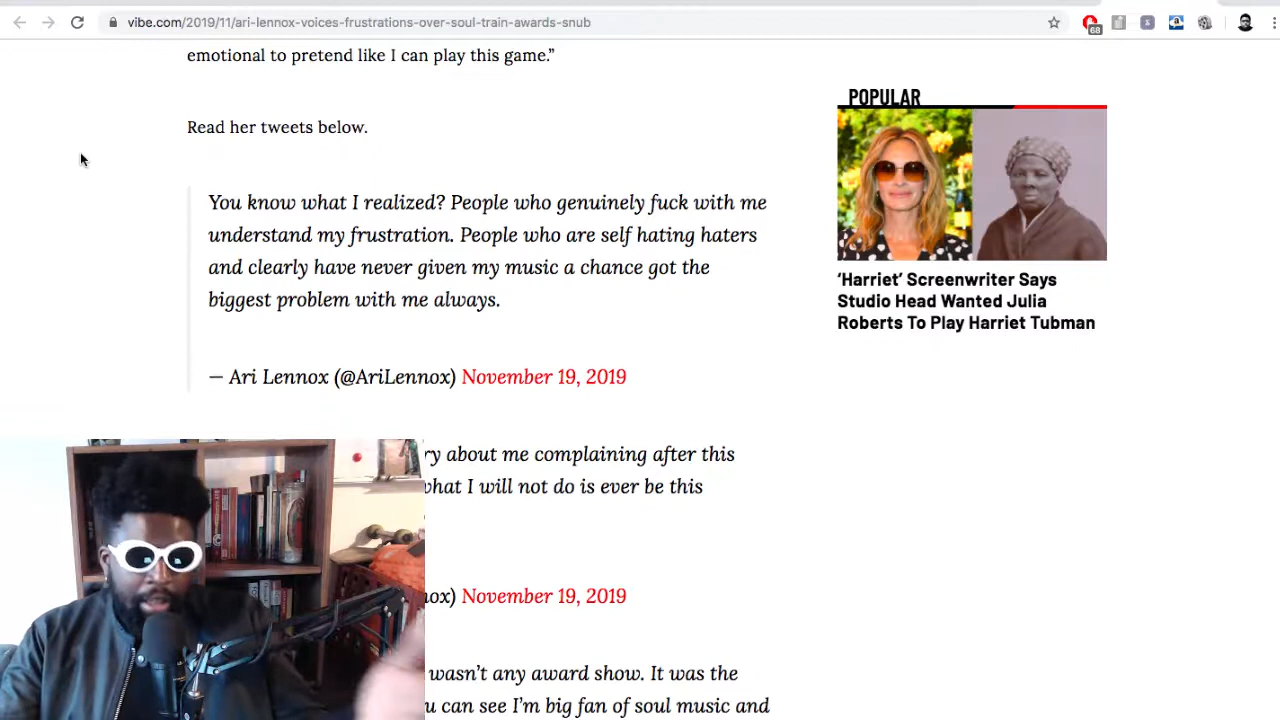 vibe.com/2019/11/ari-lennox-voices-frustrations-over-soul-train-awards-snub
68
emotional to pretend like I can play this game.”
Read her tweets below.
You know what I realized? People who genuinely fuck with me
understand my frustration. People who are self hating haters
and clearly have never given my music a chance got the
biggest problem with me always.
— Ari Lennox (@AriLennox) November 19, 2019
ry about me complaining after this
what I will not do is ever be this
nox) November 19, 2019
wasn’t any award show. It was the
u can see I’m big fan of soul music and
POPULAR
‘Harriet’ Screenwriter Says
Studio Head Wanted Julia
Roberts To Play Harriet Tubman